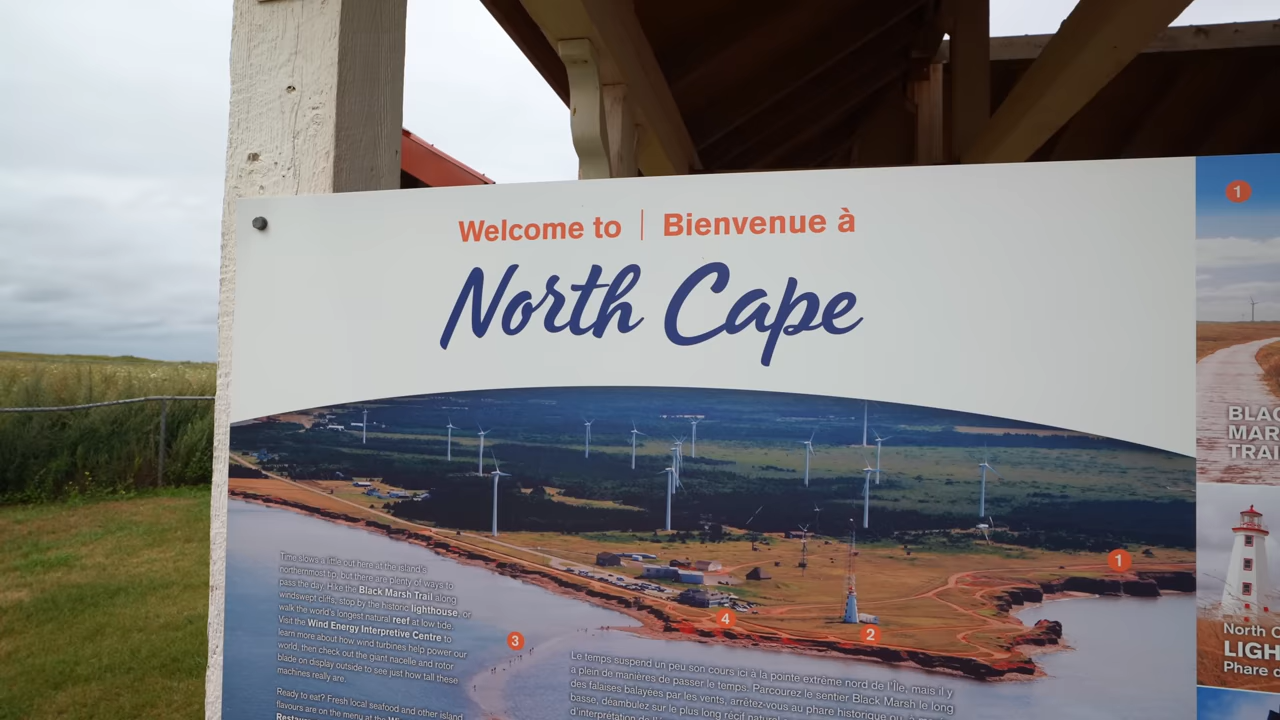 Welcome to | Bienvenue à
North Cape
Time slows a little out here at the island's
northernmost tip, but there are plenty of ways to
pass the day. Hike the Black Marsh Trail along
windswept cliffs, stop by the historic lighthouse, or
walk the world's longest natural reef at low tide.
Visit the Wind Energy Interpretive Centre to
learn more about how wind turbines help power our
world, then check out the giant nacelle and rotor
blade on display outside to see just how tall these
machines really are.
Ready to eat? Fresh local seafood and other island
flavours are on the menu at the
Le temps suspend un peu son cours ici à la pointe extrême nord de l'Île, mais il y
a plein de manières de passer le temps. Parcourez le sentier Black Marsh le long
des falaises balayées par les vents, arrêtez-vous au phare historique ou à
basse, déambulez sur le plus long récif naturel
d'interprétation de
1
2
3
4
1
BLAC
MAR
TRAI
North C
LIGH
Phare d